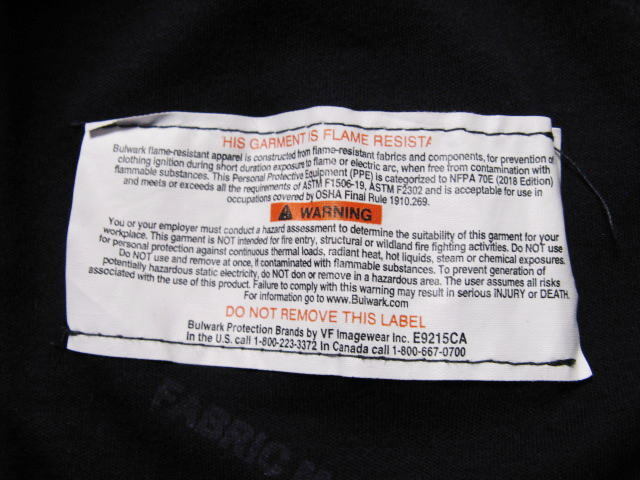 HIS GARMENT IS FLAME RESISTA
Bulwark flame-resistant apparel is constructed from flame-resistant fabrics and components, for prevention of
clothing ignition during short duration exposure to flame or electric arc, when free from contamination with
flammable substances. This Personal Protective Equipment (PPE) is categorized to NFPA 70E (2018 Edition)
and meets or exceeds all the requirements of ASTM F1506-19, ASTM F2302 and is acceptable for use in
occupations covered by OSHA Final Rule 1910.269.
WARNING
You or your employer must conduct a hazard assessment to determine the suitability of this garment for your
workplace. This garment is NOT intended for fire entry, structural or wildland fire fighting activities. Do NOT use
for personal protection against continuous thermal loads, radiant heat, hot liquids, steam or chemical exposures.
Do NOT use and remove at once, if contaminated with flammable substances. To prevent generation of
potentially hazardous static electricity, do NOT don or remove in a hazardous area. The user assumes all risks
associated with the use of this product. Failure to comply with this warning may result in serious INJURY or DEATH.
For information go to www.Bulwark.com
DO NOT REMOVE THIS LABEL
Bulwark Protection Brands by VF Imagewear Inc. E9215CA
In the U.S. call 1-800-223-3372 In Canada call 1-800-667-0700
FABRIC